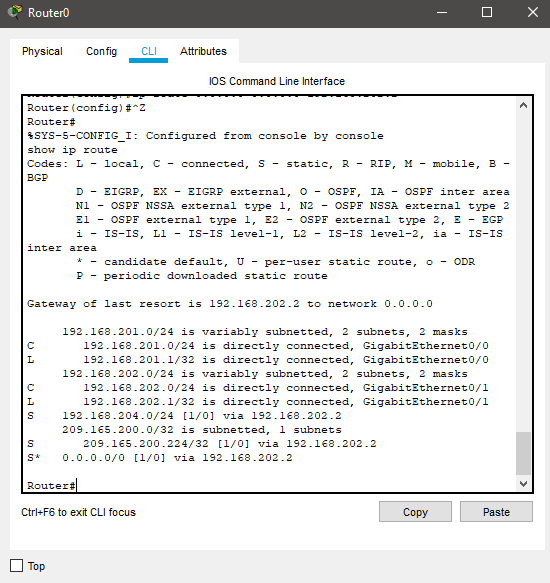 Router0
Physical Config CLI Attributes
IOS Command Line Interface
Router(config)#^Z
Router#
%SYS-5-CONFIG_I: Configured from console by console
show ip route
Codes: L - local, C - connected, S - static, R - RIP, M - mobile, B -
BGP
D - EIGRP, EX - EIGRP external, O - OSPF, IA - OSPF inter area
N1 - OSPF NSSA external type 1, N2 - OSPF NSSA external type 2
E1 - OSPF external type 1, E2 - OSPF external type 2, E - EGP
i - IS-IS, L1 - IS-IS level-1, L2 - IS-IS level-2, ia - IS-IS
inter area
* - candidate default, U - per-user static route, o - ODR
P - periodic downloaded static route
Gateway of last resort is 192.168.202.2 to network 0.0.0.0
192.168.201.0/24 is variably subnetted, 2 subnets, 2 masks
C 192.168.201.0/24 is directly connected, GigabitEthernet0/0
L 192.168.201.1/32 is directly connected, GigabitEthernet0/0
192.168.202.0/24 is variably subnetted, 2 subnets, 2 masks
C 192.168.202.0/24 is directly connected, GigabitEthernet0/1
L 192.168.202.1/32 is directly connected, GigabitEthernet0/1
S 192.168.204.0/24 [1/0] via 192.168.202.2
209.165.200.0/32 is subnetted, 1 subnets
S 209.165.200.224/32 [1/0] via 192.168.202.2
S* 0.0.0.0/0 [1/0] via 192.168.202.2
Router#
Ctrl+F6 to exit CLI focus
Copy Paste
Top